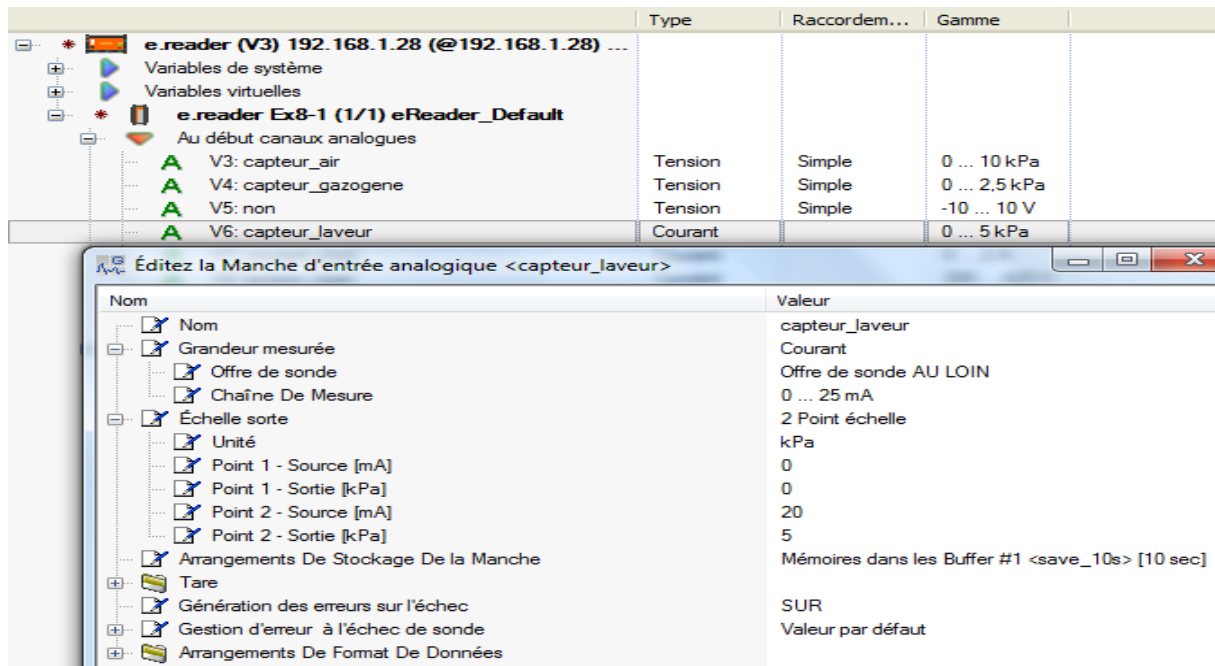 Type Raccordem... Gamme
e.reader (V3) 192.168.1.28 (@192.168.1.28) ...
Variables de système
Variables virtuelles
e.reader Ex8-1 (1/1) eReader_Default
Au début canaux analogues
A V3: capteur_air Tension Simple 0 ... 10 kPa
A V4: capteur_gazogene Tension Simple 0 ... 2,5 kPa
A V5: non Tension Simple -10 ... 10 V
A V6: capteur_laveur Courant 0 ... 5 kPa
Éditez la Manche d'entrée analogique <capteur_laveur>
Nom Valeur
Nom capteur_laveur
Grandeur mesurée Courant
Offre de sonde Offre de sonde AU LOIN
Chaîne De Mesure 0 ... 25 mA
Échelle sorte 2 Point échelle
Unité kPa
Point 1 - Source [mA] 0
Point 1 - Sortie [kPa] 0
Point 2 - Source [mA] 20
Point 2 - Sortie [kPa] 5
Arrangements De Stockage De la Manche Mémoires dans les Buffer #1 <save_10s> [10 sec]
Tare
Génération des erreurs sur l'échec SUR
Gestion d'erreur à l'échec de sonde Valeur par défaut
Arrangements De Format De Données